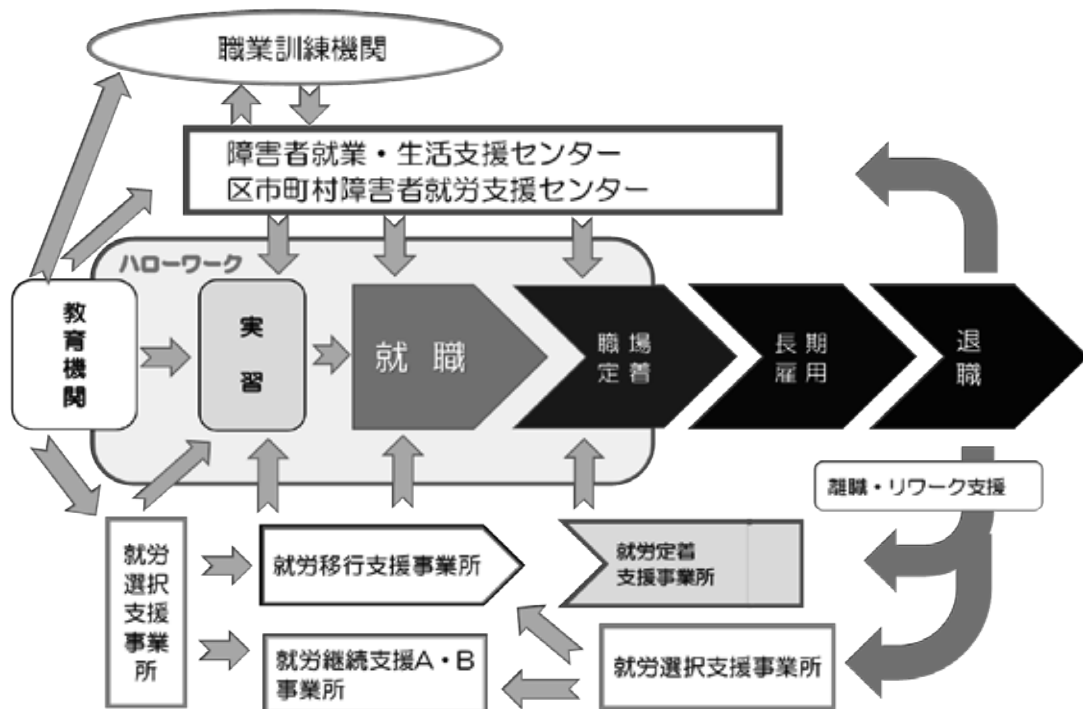 職業訓練機関
障害者就業・生活支援センター
区市町村障害者就労支援センター
ハローワーク
教育機関
実習
就職
職場
定着
長期
雇用
退職
離職・リワーク支援
就労
選択
支援
事業
所
就労移行支援事業所
就労定着
支援事業所
就労継続支援A・B
事業所
就労選択支援事業所